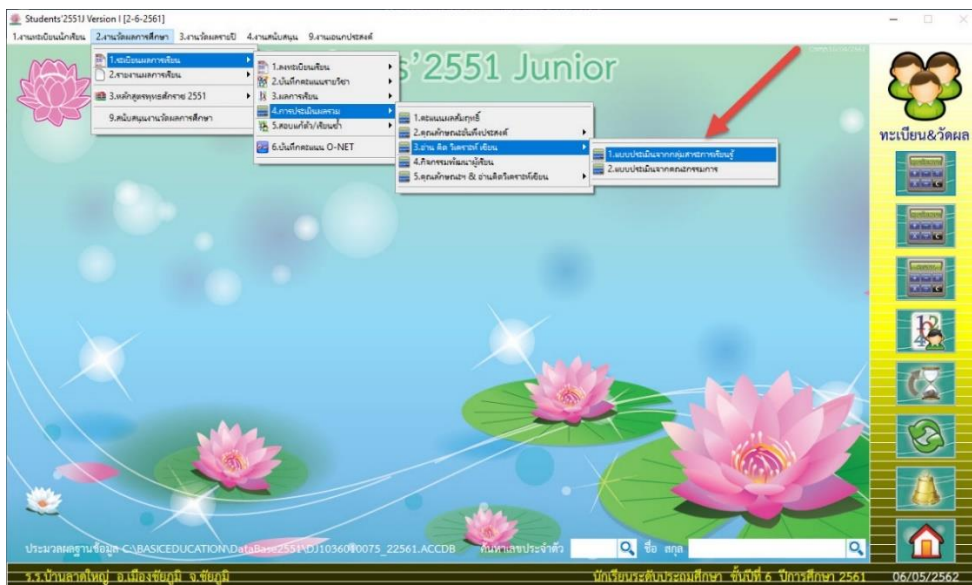 Students'2551J Version I [2-6-2561]
1.งานทะเบียนนักเรียน 2.งานวัดผลการศึกษา 3.งานวัดผลรายปี 4.งานสนับสนุน 9.งานเอนกประสงค์
s'2551 Junior
1.ระเบียนผลการเรียน
2.รายงานผลการเรียน
3.หลักสูตรพุทธศักราช 2551
9.สนับสนุนงานวัดผลการศึกษา
1.ลงทะเบียนเรียน
2.บันทึกคะแนนรายวิชา
3.ผลการเรียน
4.การประเมินผลรวม
5.สอบแก้ตัว/เรียนซ้ำ
6.บันทึกคะแนน O-NET
1.คะแนนผลสัมฤทธิ์
2.คุณลักษณะอันพึงประสงค์
3.อ่าน คิด วิเคราะห์ เขียน
4.กิจกรรมพัฒนาผู้เรียน
5.คุณลักษณะฯ & อ่านคิดวิเคราะห์เขียน
1.แบบประเมินจากกลุ่มสาระการเรียนรู้
2.แบบประเมินจากคณะกรรมการ
ทะเบียน&วัดผล
ประมวลผลฐานข้อมูล C:\BASICEDUCATION\DataBase2551\DJ1036010075_22561.ACCDB ค้นหาเลขประจำตัว ชื่อ สกุล
ร.ร.บ้านลาดใหญ่ อ.เมืองชัยภูมิ จ.ชัยภูมิ นักเรียนระดับประถมศึกษา ชั้นปีที่ 6 ปีการศึกษา 2561 06/05/2562